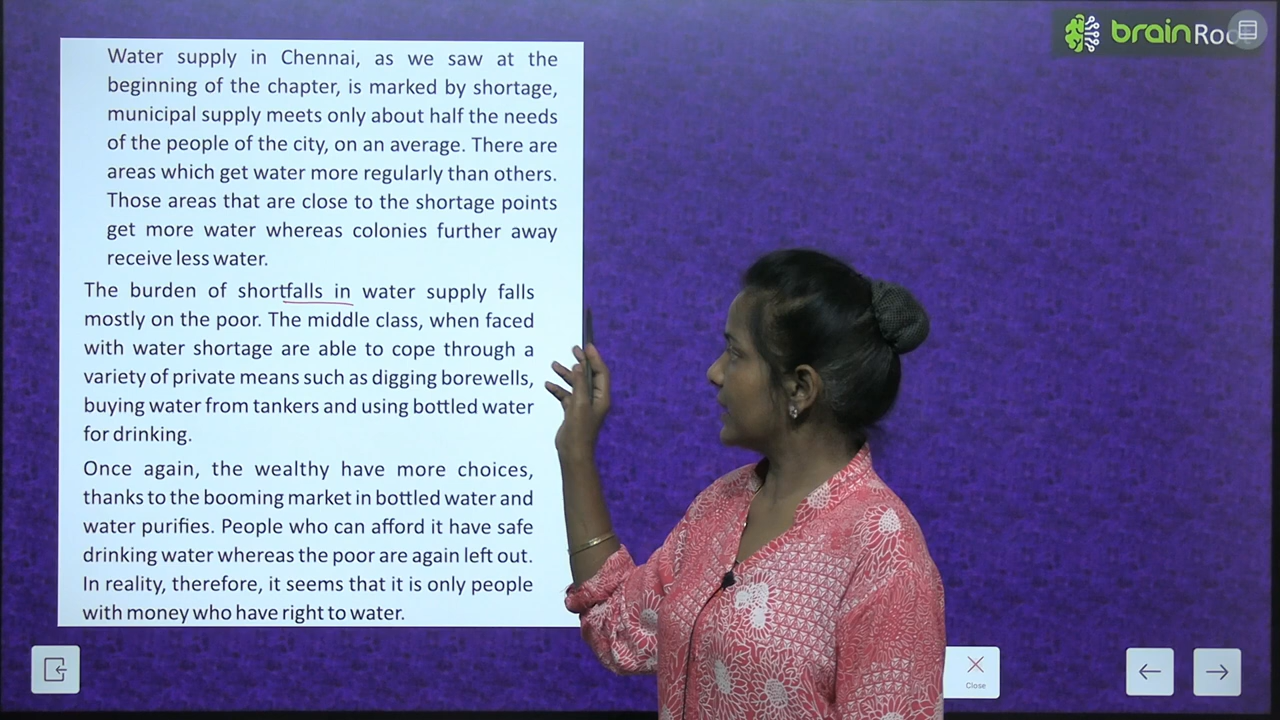 brainRoo
Water supply in Chennai, as we saw at the
beginning of the chapter, is marked by shortage,
municipal supply meets only about half the needs
of the people of the city, on an average. There are
areas which get water more regularly than others.
Those areas that are close to the shortage points
get more water whereas colonies further away
receive less water.
The burden of shortfalls in water supply falls
mostly on the poor. The middle class, when faced
with water shortage are able to cope through a
variety of private means such as digging borewells,
buying water from tankers and using bottled water
for drinking.
Once again, the wealthy have more choices,
thanks to the booming market in bottled water and
water purifies. People who can afford it have safe
drinking water whereas the poor are again left out.
In reality, therefore, it seems that it is only people
with money who have right to water.
Close